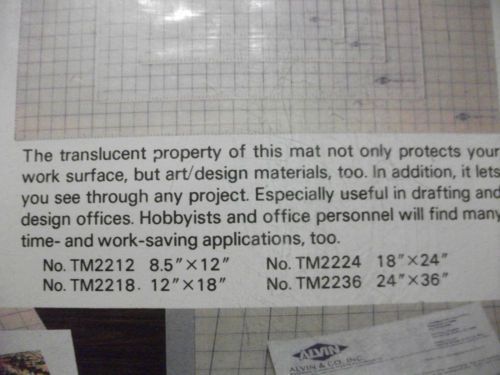 The translucent property of this mat not only protects your
work surface, but art/design materials, too. In addition, it lets
you see through any project. Especially useful in drafting and
design offices. Hobbyists and office personnel will find many
time- and work-saving applications, too.
No. TM2212 8.5"×12" No. TM2224 18"×24"
No. TM2218. 12"×18" No. TM2236 24"×36"
ALVIN
ALVIN & CO. INC.